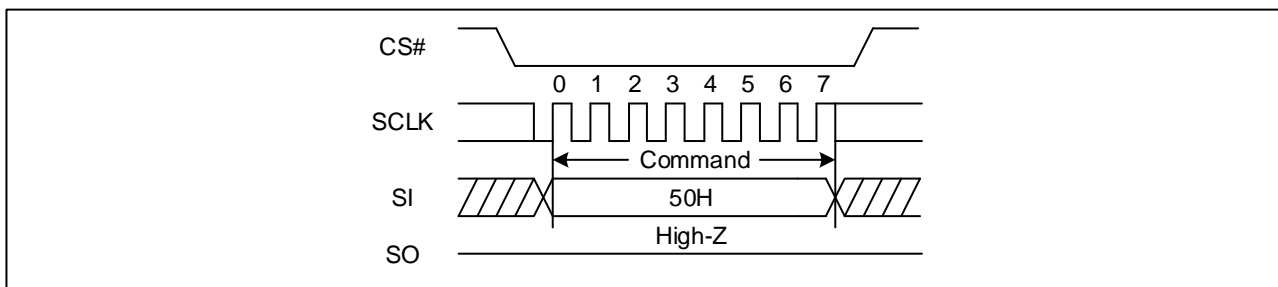 CS#
0 1 2 3 4 5 6 7
SCLK
Command
SI
50H
High-Z
SO